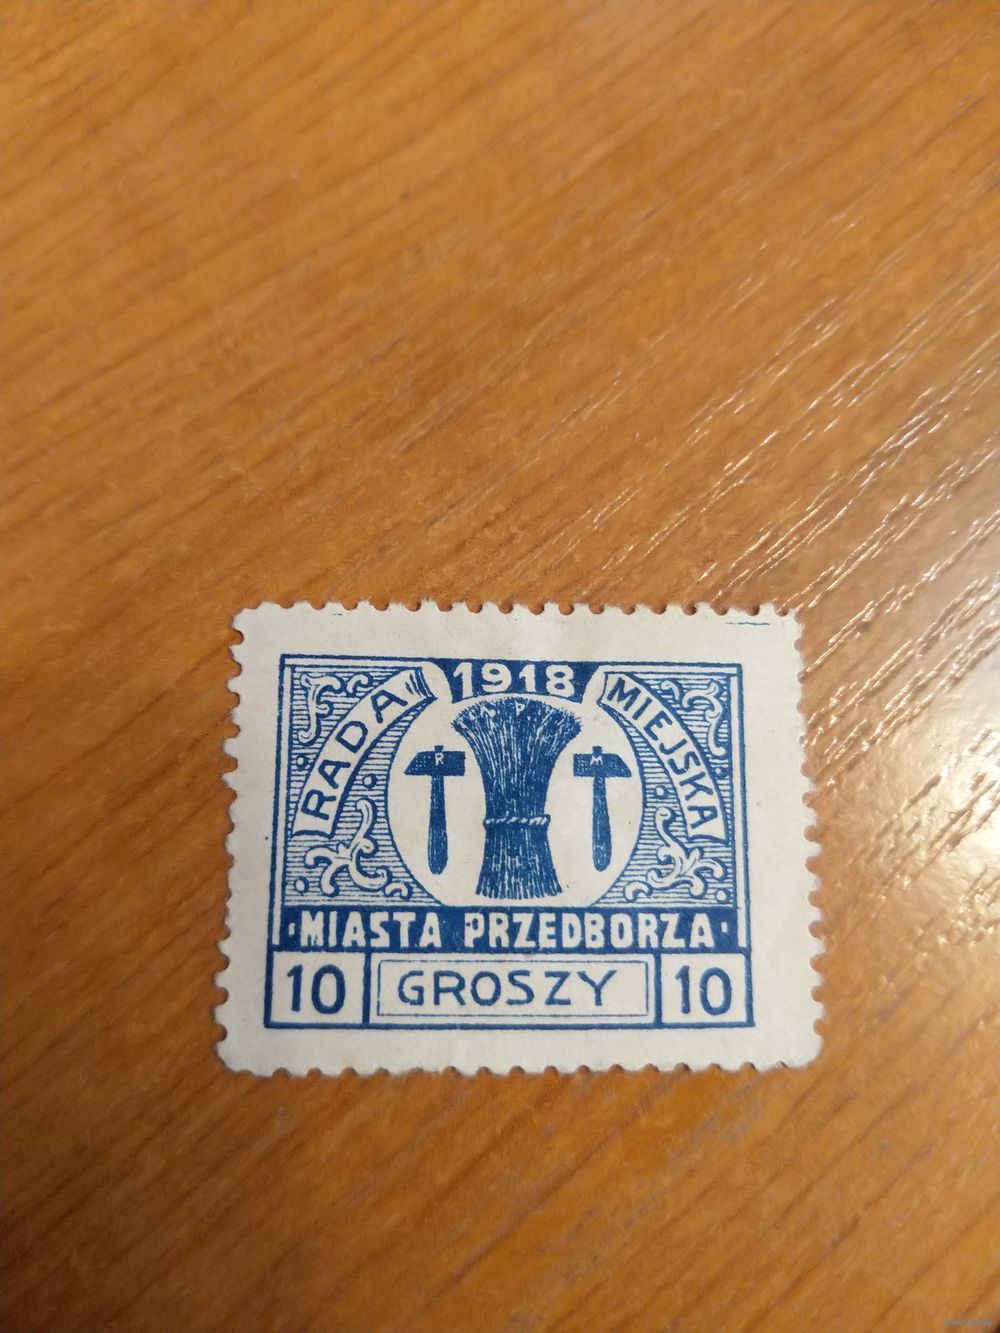 1918
RADA MIEJSKA
P
R M
MIASTA PRZEDBORZA
10 GROSZY 10